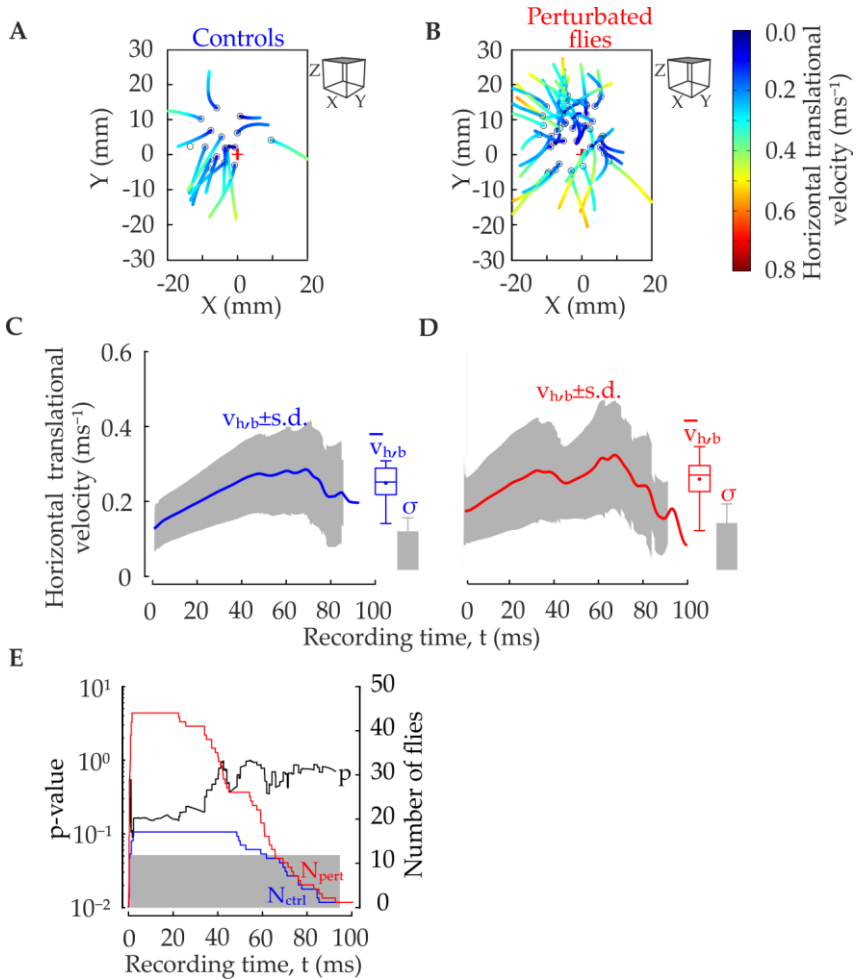 A
Controls
30
20
10
0
-10
-20
-30
Y (mm)
-20
0
20
X (mm)
Z
X
Y
B
Perturbated
flies
30
20
10
0
-10
-20
-30
Y (mm)
-20
0
20
X (mm)
Z
X
Y
0.0
0.2
0.4
0.6
0.8
Horizontal translational
velocity (ms⁻¹)
C
Horizontal translational
velocity (ms⁻¹)
0.6
0.4
0.2
0
vh,b±s.d.
v̄h,b
σ
0 20 40 60 80 100
D
vh,b±s.d.
v̄h,b
σ
0 20 40 60 80 100
Recording time, t (ms)
E
p-value
10¹
10⁰
10⁻¹
10⁻²
p
Npert
Nctrl
50
40
30
20
10
0
Number of flies
0 20 40 60 80 100
Recording time, t (ms)